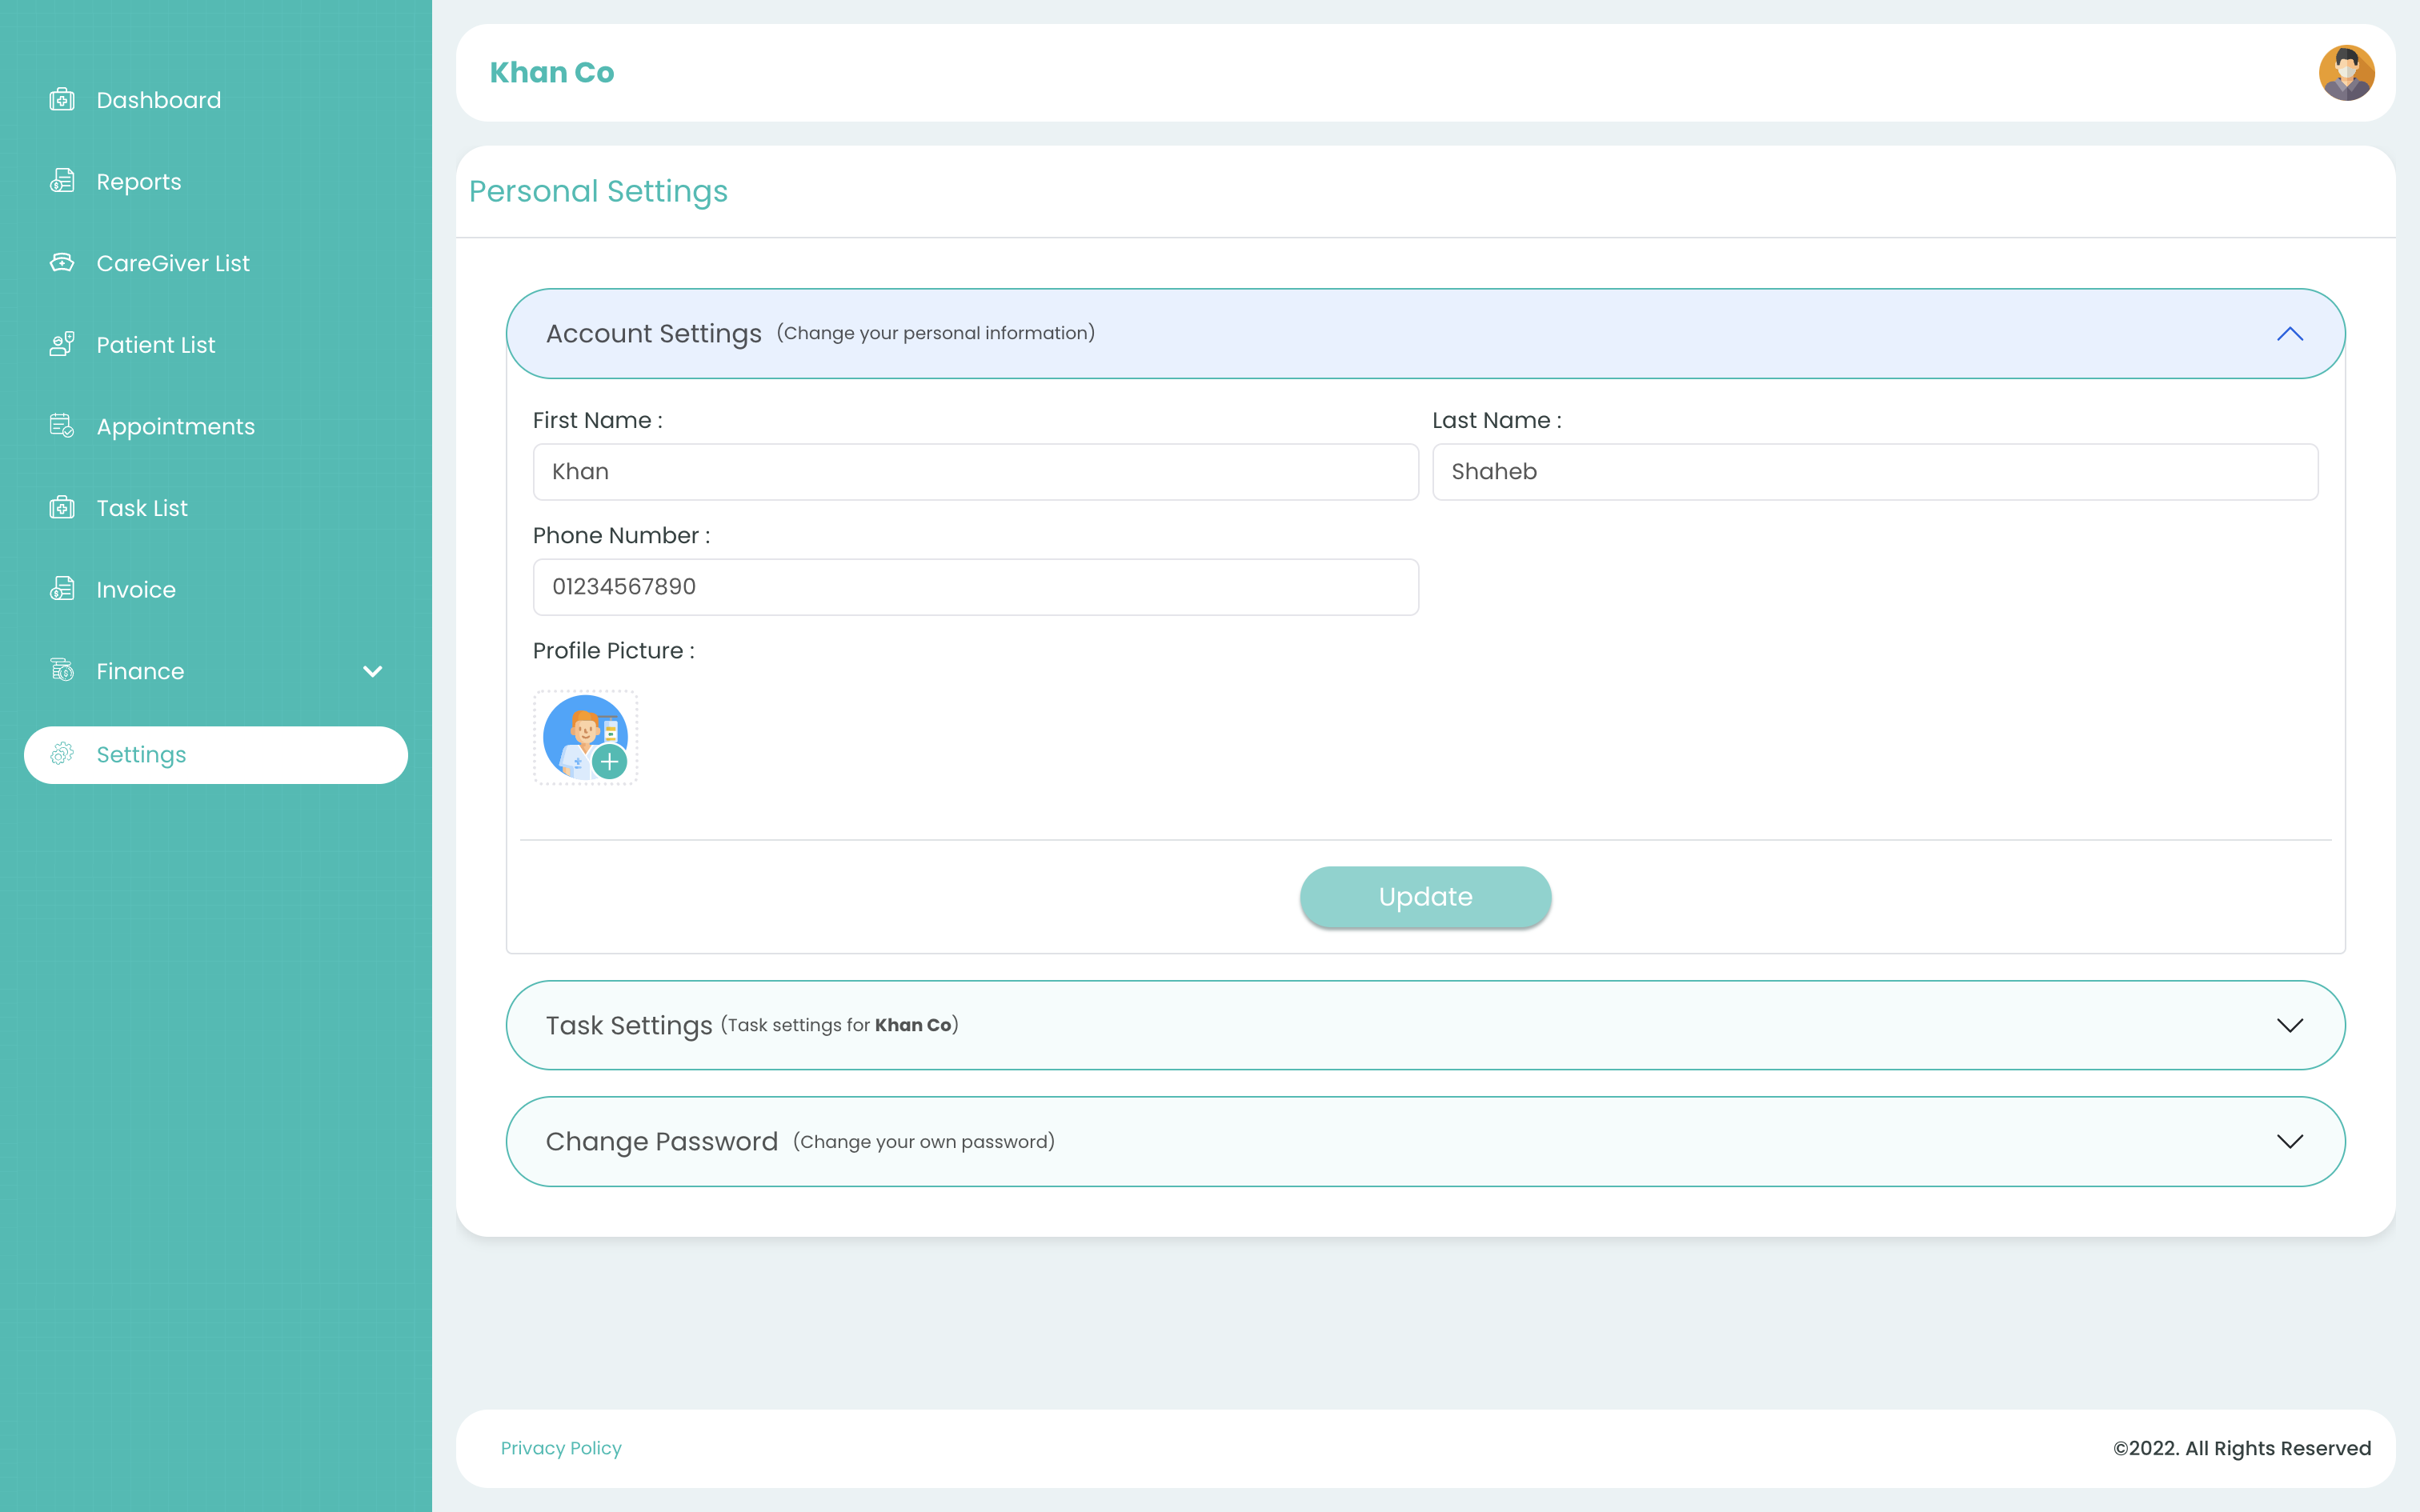 Dashboard
Reports
CareGiver List
Patient List
Appointments
Task List
Invoice
Finance
Settings
Khan Co
Personal Settings
Account Settings (Change your personal information)
First Name : Last Name :
Khan Shaheb
Phone Number :
01234567890
Profile Picture :
Update
Task Settings (Task settings for Khan Co)
Change Password (Change your own password)
Privacy Policy ©2022. All Rights Reserved